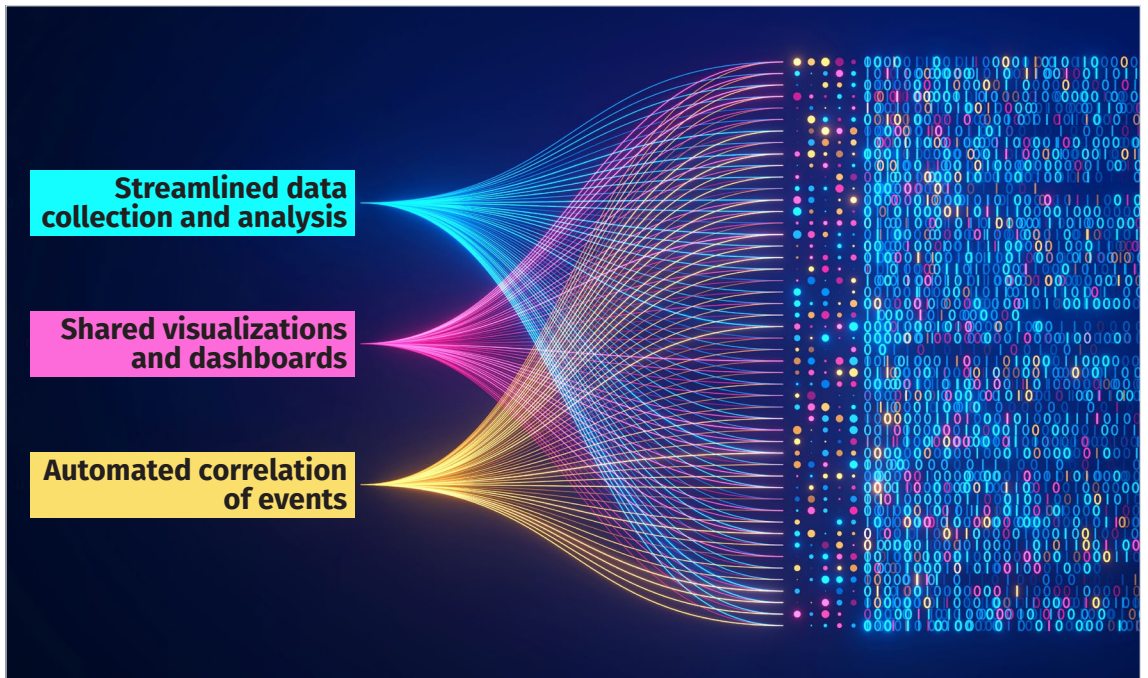 Streamlined data
collection and analysis
Shared visualizations
and dashboards
Automated correlation
of events